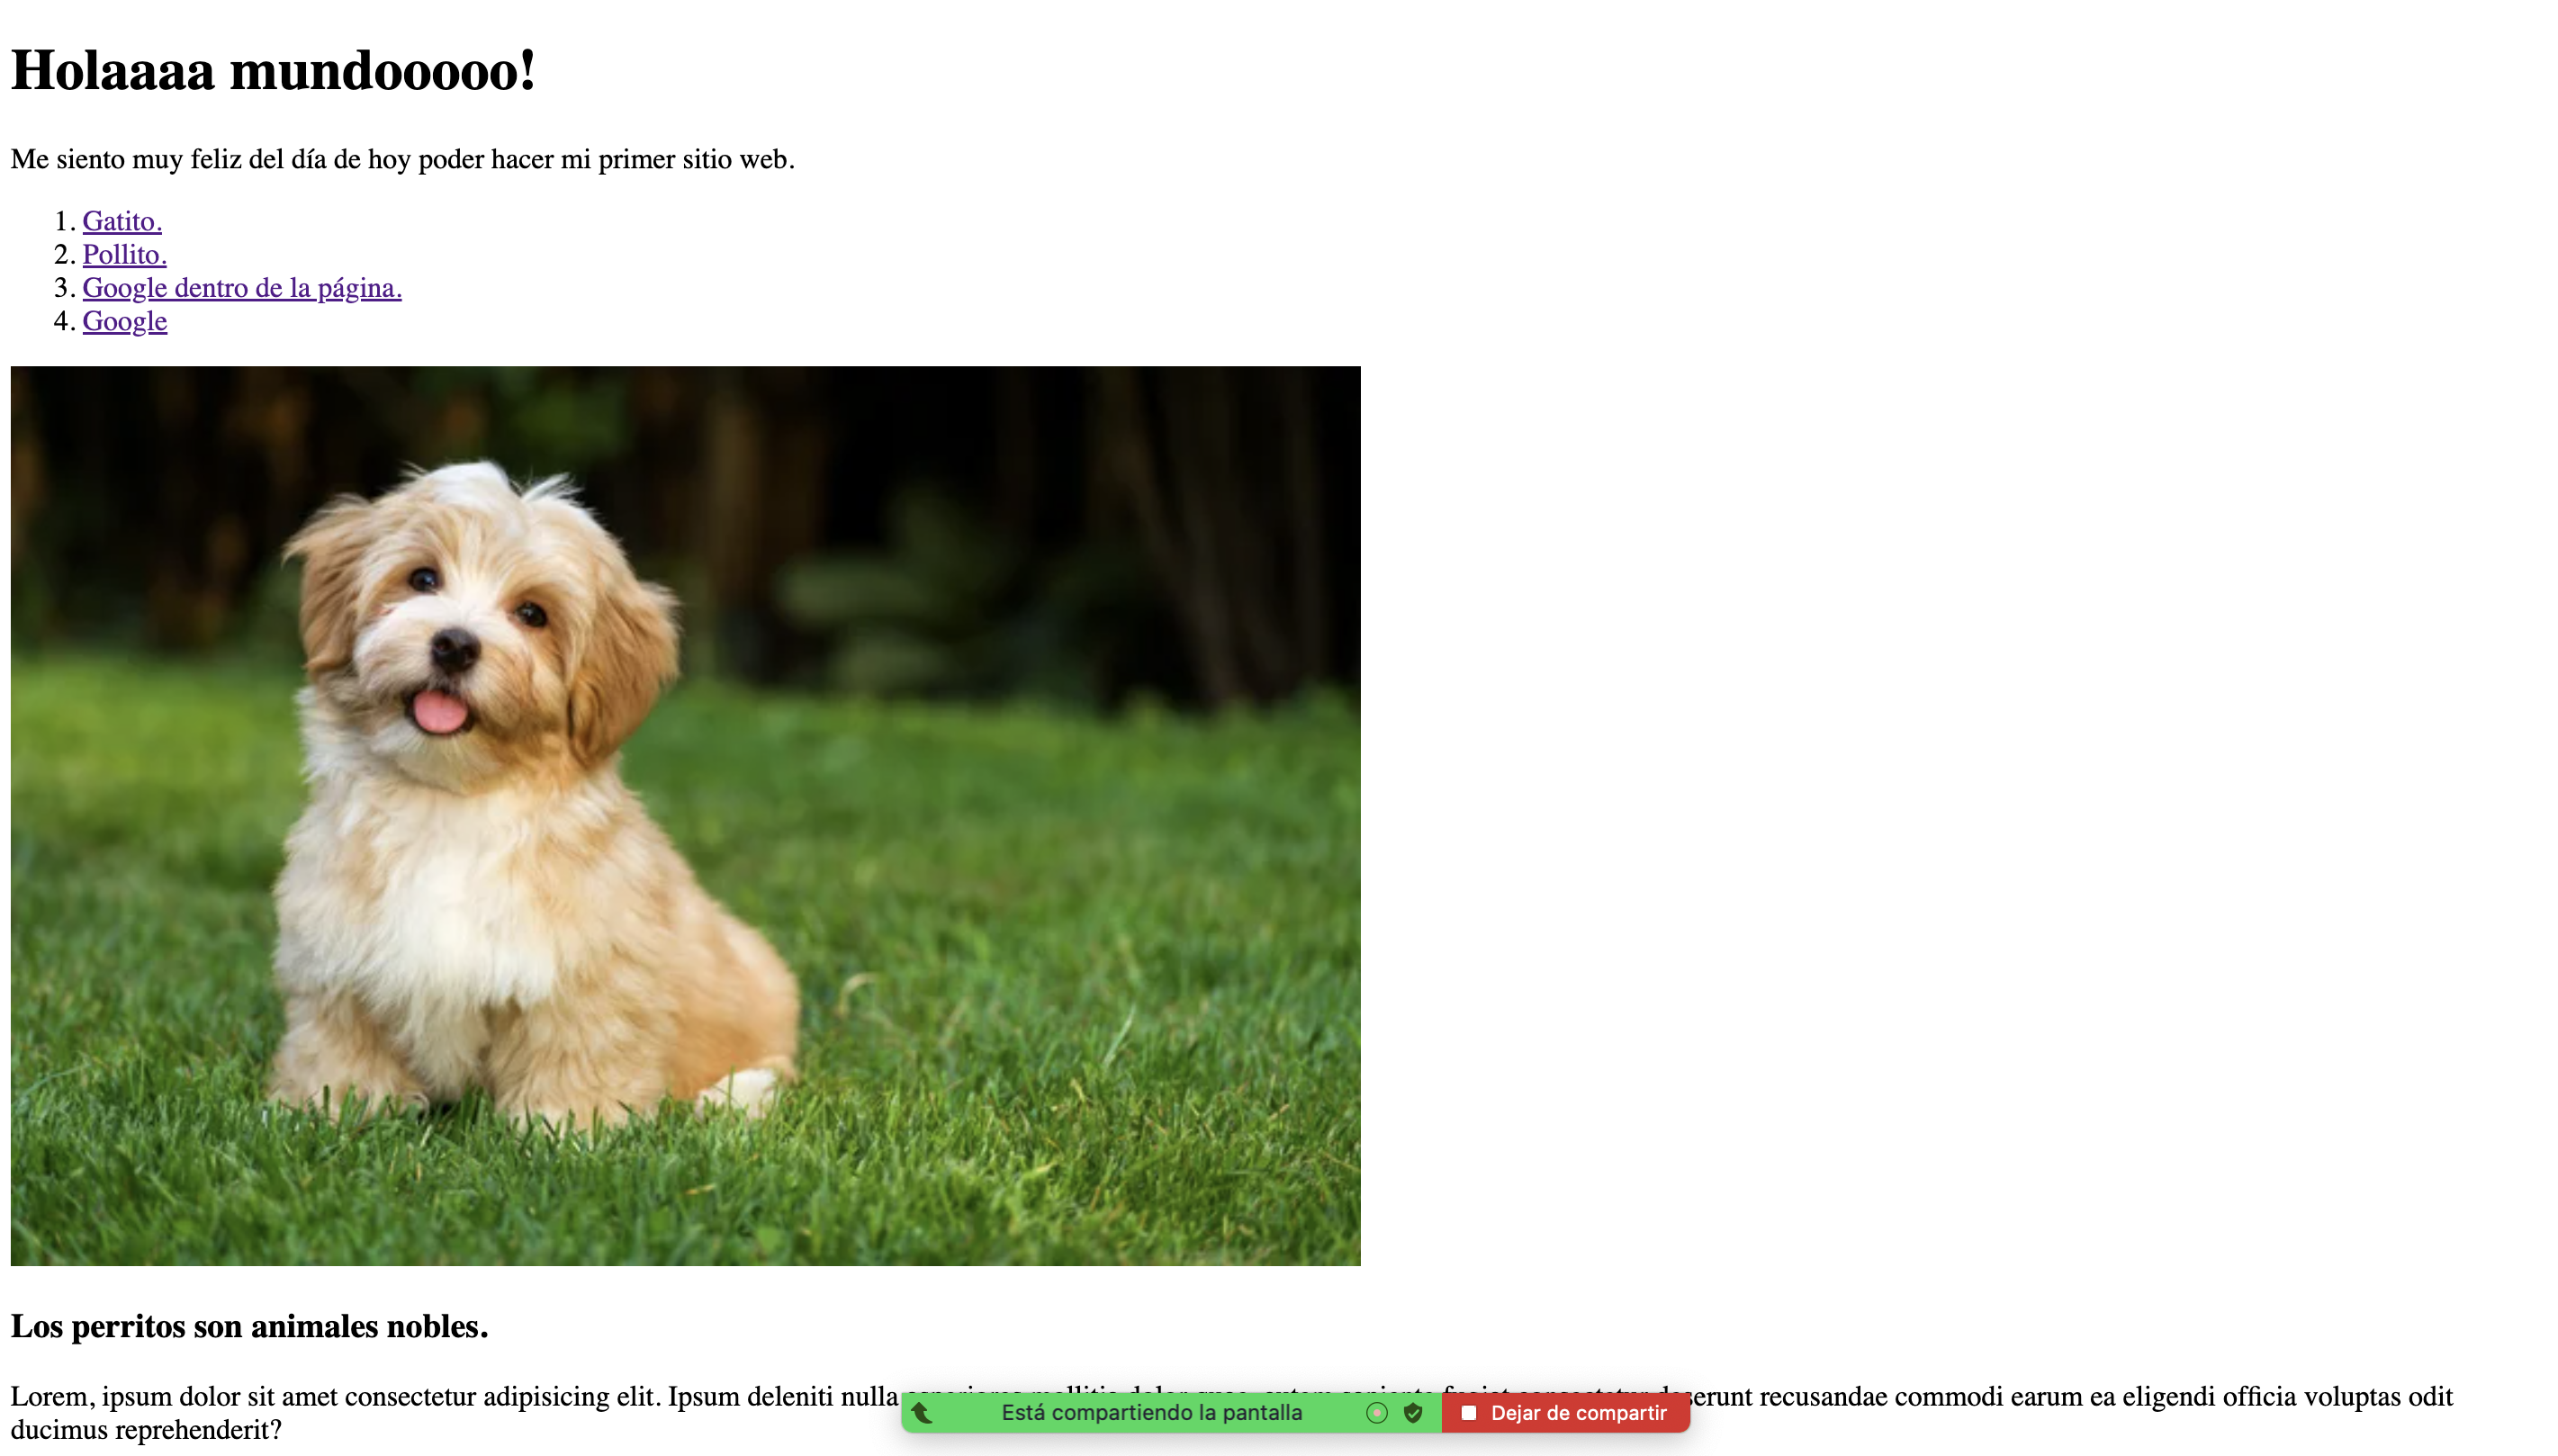 Holaaaa mundooooo!
Me siento muy feliz del día de hoy poder hacer mi primer sitio web.
1. Gatito.
2. Pollito.
3. Google dentro de la página.
4. Google
Los perritos son animales nobles.
Lorem, ipsum dolor sit amet consectetur adipisicing elit. Ipsum deleniti nulla recusandae commodi earum ea eligendi officia voluptas odit
ducimus reprehenderit?
Está compartiendo la pantalla
Dejar de compartir